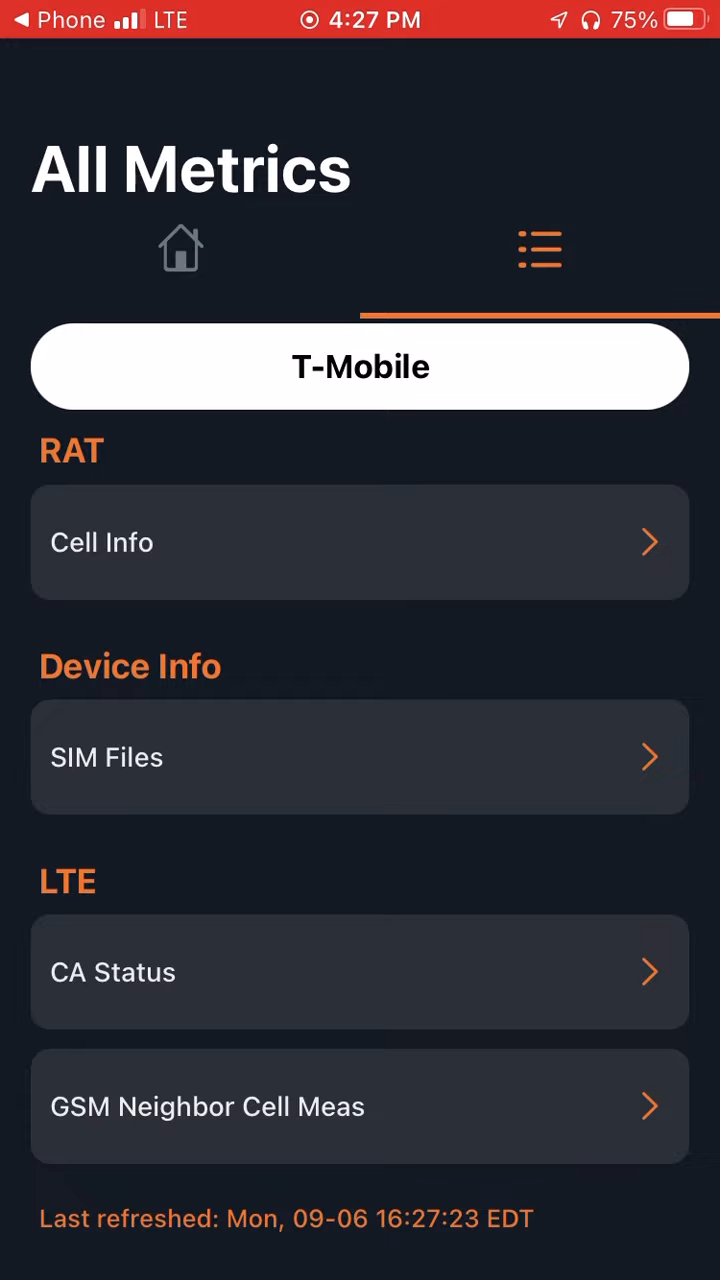 Phone LTE 4:27 PM 75%
All Metrics
T-Mobile
RAT
Cell Info
Device Info
SIM Files
LTE
CA Status
GSM Neighbor Cell Meas
Last refreshed: Mon, 09-06 16:27:23 EDT